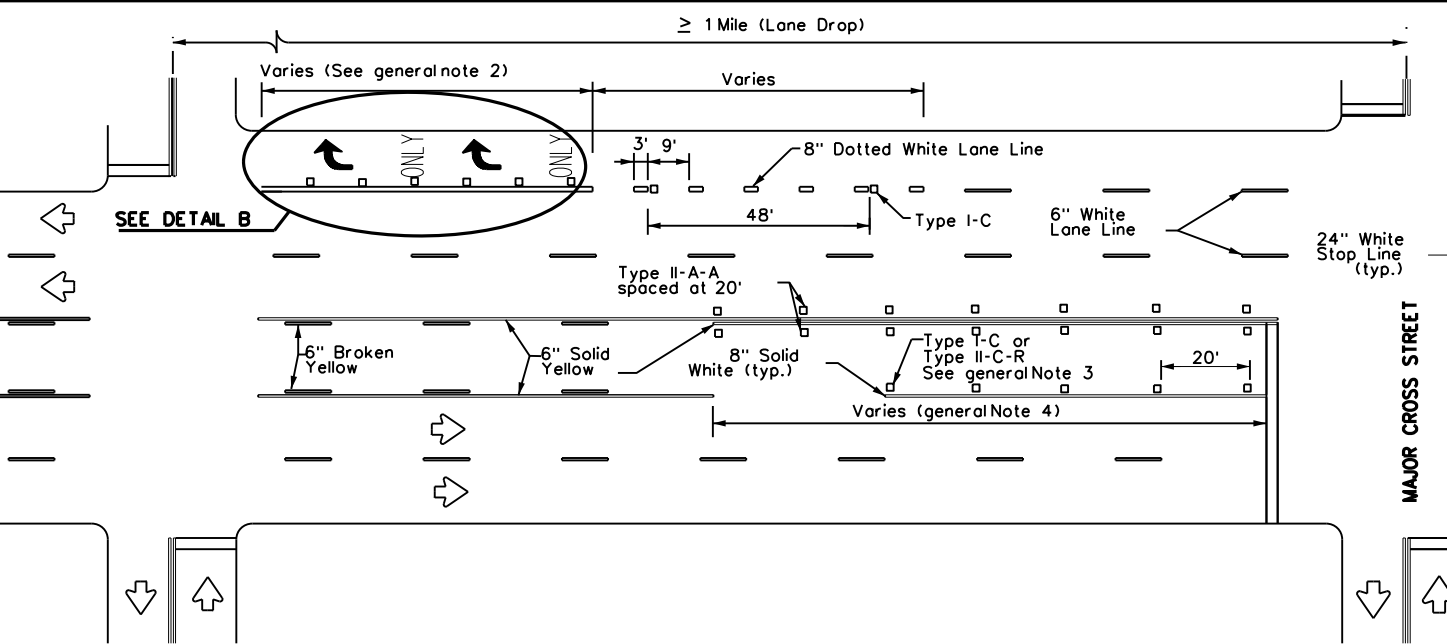 ≥ 1 Mile (Lane Drop)
Varies (See general note 2)
Varies
ONLY
ONLY
3'
9'
8" Dotted White Lane Line
SEE DETAIL B
48'
Type I-C
6" White
Lane Line
24" White
Stop Line
(typ.)
Type II-A-A
spaced at 20'
6" Broken
Yellow
6" Solid
Yellow
8" Solid
White (typ.)
Type I-C or
Type II-C-R
See general Note 3
20'
Varies (general Note 4)
MAJOR CROSS STREET